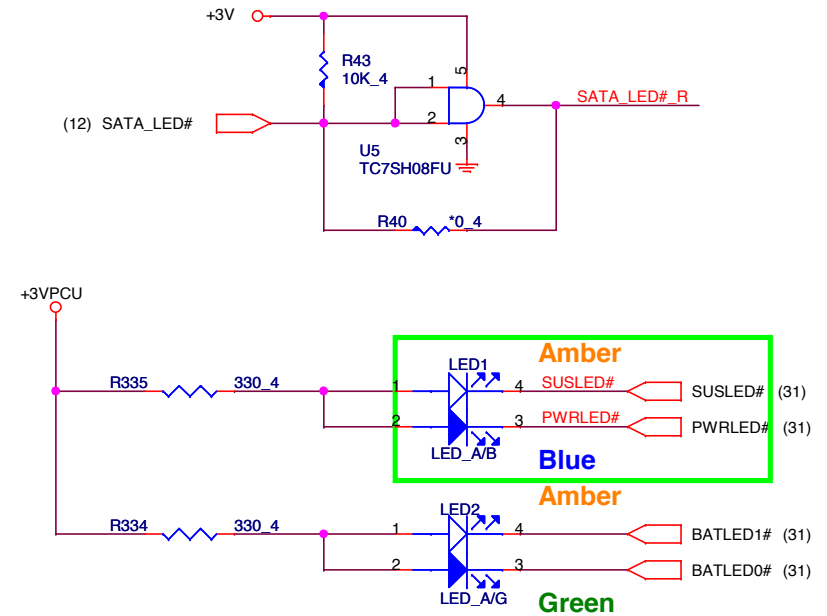 +3V
R43
10K_4
5
1
4
SATA_LED#_R
2
(12) SATA_LED#
3
U5
TC7SH08FU
R40 *0_4
+3VPCU
Amber
LED1
R335 330_4 1 4 SUSLED# SUSLED# (31)
2 3 PWRLED# PWRLED# (31)
LED_A/B
Blue
Amber
LED2
R334 330_4 1 4 BATLED1# (31)
2 3 BATLED0# (31)
LED_A/G
Green